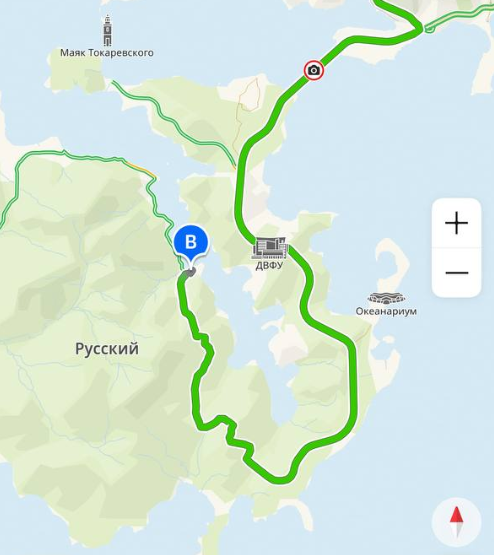 Маяк Токаревского
B
ДВФУ
Океанариум
Русский